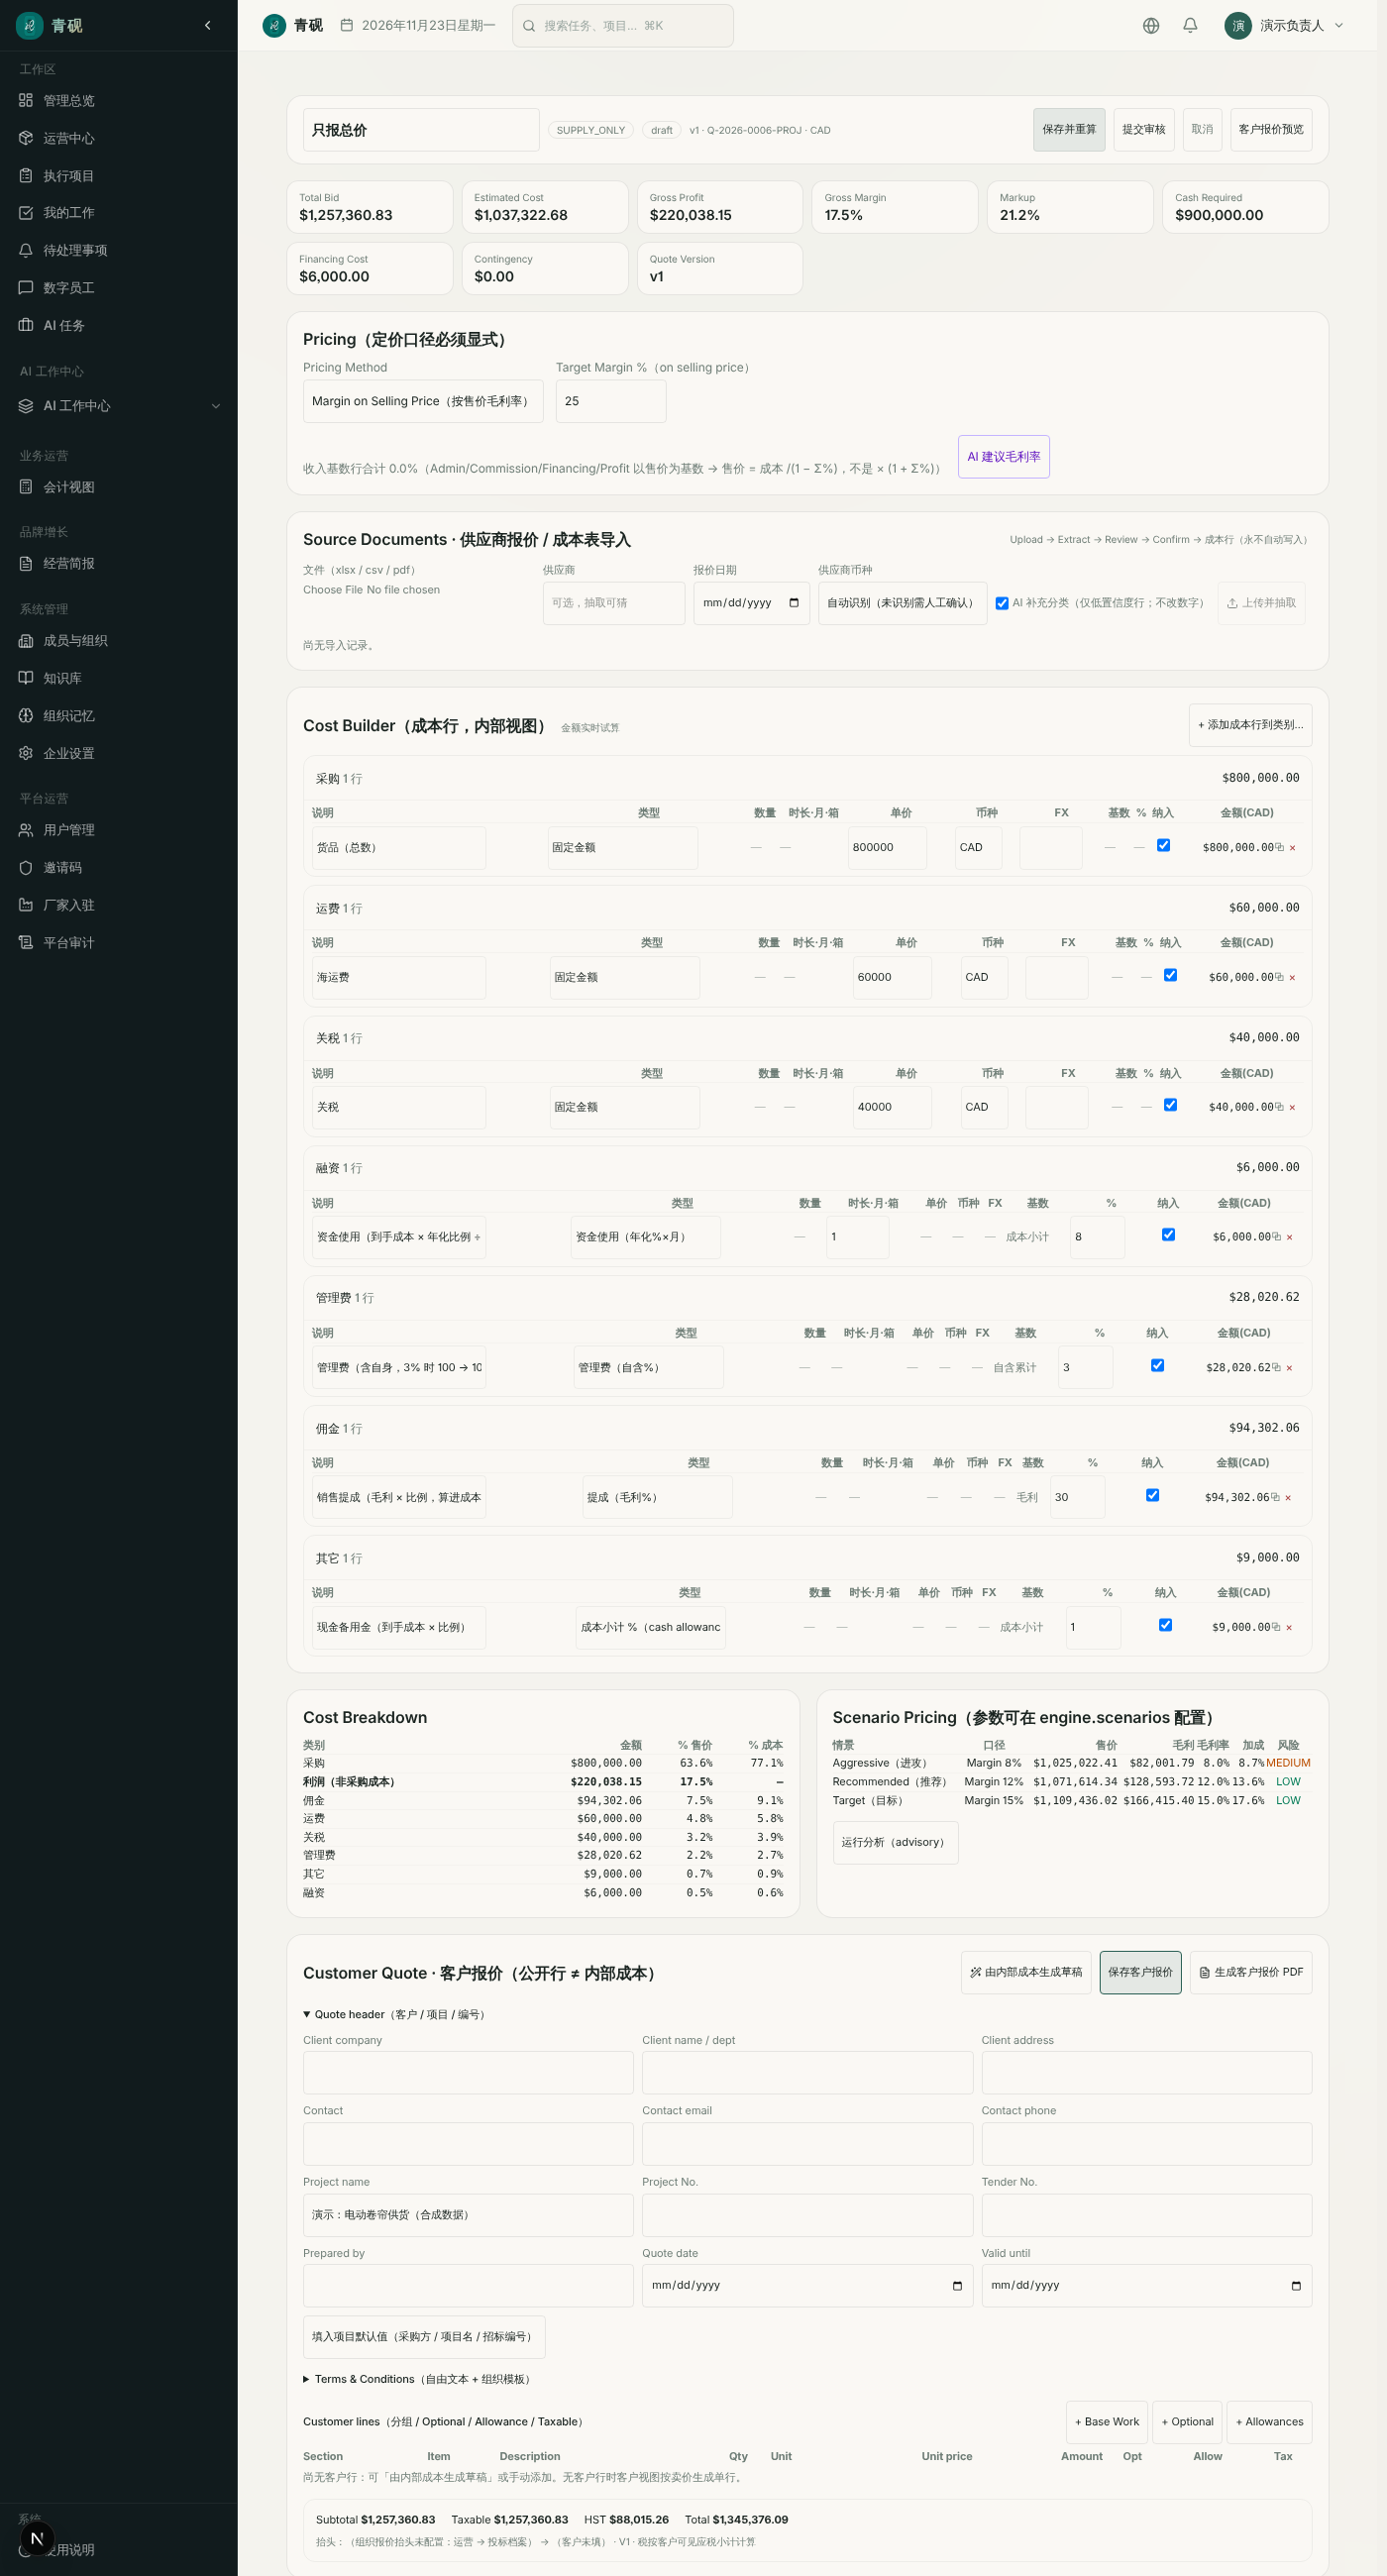 青砚
工作区
管理总览
运营中心
执行项目
我的工作
待处理事项
数字员工
AI 任务
AI 工作中心
AI 工作中心
业务运营
会计视图
品牌增长
经营简报
系统管理
成员与组织
知识库
组织记忆
企业设置
平台运营
用户管理
邀请码
厂家入驻
平台审计
系统
N
使用说明
青砚 2026年11月23日星期一 搜索任务、项目... ⌘K 演 演示负责人
只报总价 SUPPLY_ONLY draft v1 · Q-2026-0006-PROJ · CAD 保存并重算 提交审核 取消 客户报价预览
Total Bid Estimated Cost Gross Profit Gross Margin Markup Cash Required
$1,257,360.83 $1,037,322.68 $220,038.15 17.5% 21.2% $900,000.00
Financing Cost Contingency Quote Version
$6,000.00 $0.00 v1
Pricing（定价口径必须显式）
Pricing Method Target Margin %（on selling price）
Margin on Selling Price（按售价毛利率） 25
收入基数行合计 0.0%（Admin/Commission/Financing/Profit 以售价为基数 → 售价 = 成本 /(1 − Σ%)，不是 × (1 + Σ%)） AI 建议毛利率
Source Documents · 供应商报价 / 成本表导入 Upload → Extract → Review → Confirm → 成本行（永不自动写入）
文件（xlsx / csv / pdf） 供应商 报价日期 供应商币种
Choose File No file chosen 可选，抽取可猜 mm/dd/yyyy 自动识别（未识别需人工确认） AI 补充分类（仅低置信度行；不改数字） 上传并抽取
尚无导入记录。
Cost Builder（成本行，内部视图） 金额实时试算 + 添加成本行到类别...
采购 1 行 $800,000.00
说明 类型 数量 时长·月·箱 单价 币种 FX 基数 % 纳入 金额(CAD)
货品（总数） 固定金额 — — 800000 CAD — — $800,000.00 ×
运费 1 行 $60,000.00
说明 类型 数量 时长·月·箱 单价 币种 FX 基数 % 纳入 金额(CAD)
海运费 固定金额 — — 60000 CAD — — $60,000.00 ×
关税 1 行 $40,000.00
说明 类型 数量 时长·月·箱 单价 币种 FX 基数 % 纳入 金额(CAD)
关税 固定金额 — — 40000 CAD — — $40,000.00 ×
融资 1 行 $6,000.00
说明 类型 数量 时长·月·箱 单价 币种 FX 基数 % 纳入 金额(CAD)
资金使用（到手成本 × 年化比例 ÷ 资金使用（年化%×月） — 1 — — — 成本小计 8 $6,000.00 ×
管理费 1 行 $28,020.62
说明 类型 数量 时长·月·箱 单价 币种 FX 基数 % 纳入 金额(CAD)
管理费（含自身，3% 时 100 → 10 管理费（自含%） — — — — — 自含累计 3 $28,020.62 ×
佣金 1 行 $94,302.06
说明 类型 数量 时长·月·箱 单价 币种 FX 基数 % 纳入 金额(CAD)
销售提成（毛利 × 比例，算进成本 提成（毛利%） — — — — — 毛利 30 $94,302.06 ×
其它 1 行 $9,000.00
说明 类型 数量 时长·月·箱 单价 币种 FX 基数 % 纳入 金额(CAD)
现金备用金（到手成本 × 比例） 成本小计 %（cash allowanc — — — — — 成本小计 1 $9,000.00 ×
Cost Breakdown
类别 金额 % 售价 % 成本
采购 $800,000.00 63.6% 77.1%
利润（非采购成本） $220,038.15 17.5% —
佣金 $94,302.06 7.5% 9.1%
运费 $60,000.00 4.8% 5.8%
关税 $40,000.00 3.2% 3.9%
管理费 $28,020.62 2.2% 2.7%
其它 $9,000.00 0.7% 0.9%
融资 $6,000.00 0.5% 0.6%
Scenario Pricing（参数可在 engine.scenarios 配置）
情景 口径 售价 毛利 毛利率 加成 风险
Aggressive（进攻） Margin 8% $1,025,022.41 $82,001.79 8.0% 8.7% MEDIUM
Recommended（推荐） Margin 12% $1,071,614.34 $128,593.72 12.0% 13.6% LOW
Target（目标） Margin 15% $1,109,436.02 $166,415.40 15.0% 17.6% LOW
运行分析（advisory）
Customer Quote · 客户报价（公开行 ≠ 内部成本） 由内部成本生成草稿 保存客户报价 生成客户报价 PDF
▼ Quote header（客户 / 项目 / 编号）
Client company Client name / dept Client address
Contact Contact email Contact phone
Project name Project No. Tender No.
演示：电动卷帘供货（合成数据）
Prepared by Quote date Valid until
mm/dd/yyyy mm/dd/yyyy
填入项目默认值（采购方 / 项目名 / 招标编号）
▶ Terms & Conditions（自由文本 + 组织模板）
Customer lines（分组 / Optional / Allowance / Taxable） + Base Work + Optional + Allowances
Section Item Description Qty Unit Unit price Amount Opt Allow Tax
尚无客户行：可「由内部成本生成草稿」或手动添加。无客户行时客户视图按卖价生成单行。
Subtotal $1,257,360.83 Taxable $1,257,360.83 HST $88,015.26 Total $1,345,376.09
抬头：（组织报价抬头未配置：运营 → 投标档案） → （客户未填） · V1 · 税按客户可见应税小计计算